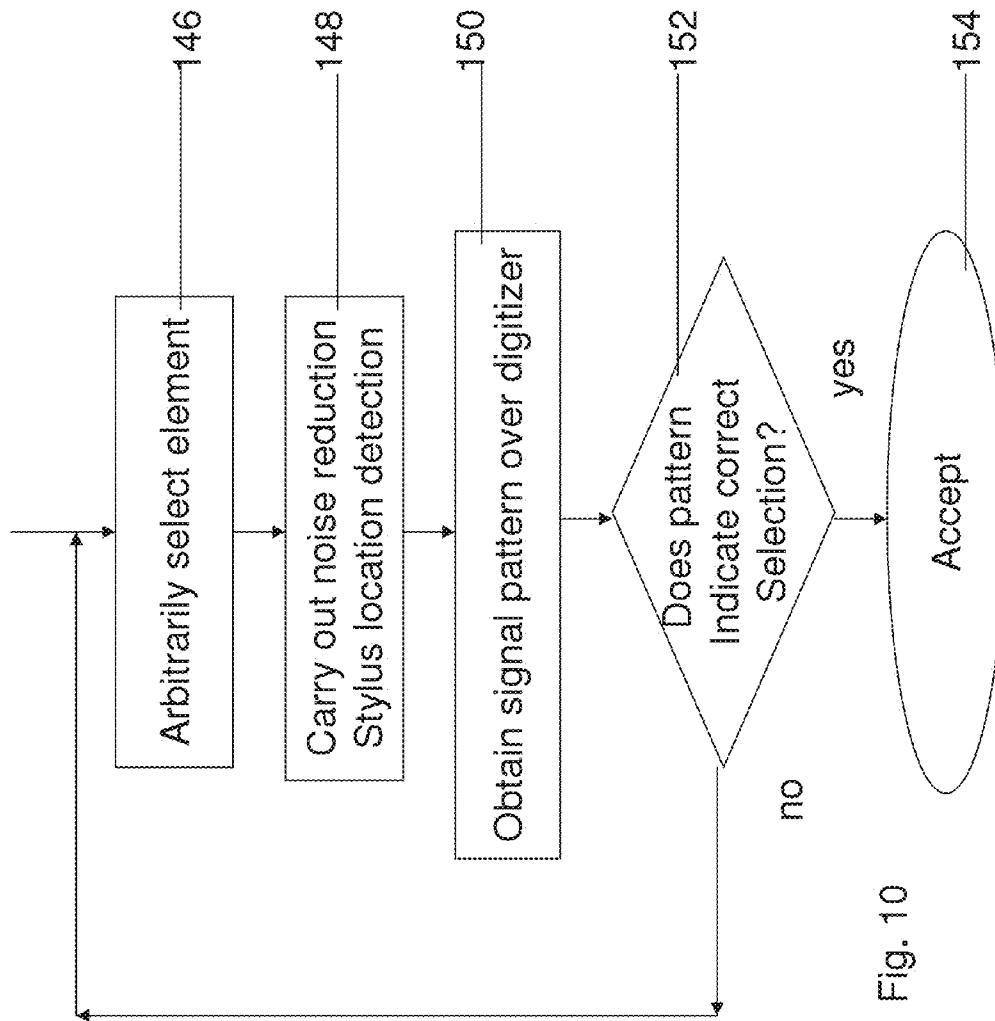 146
Arbitrarily select element
148
Carry out noise reduction
Stylus location detection
150
Obtain signal pattern over digitizer
152
Does pattern
Indicate correct
Selection?
yes
no
154
Accept
Fig. 10